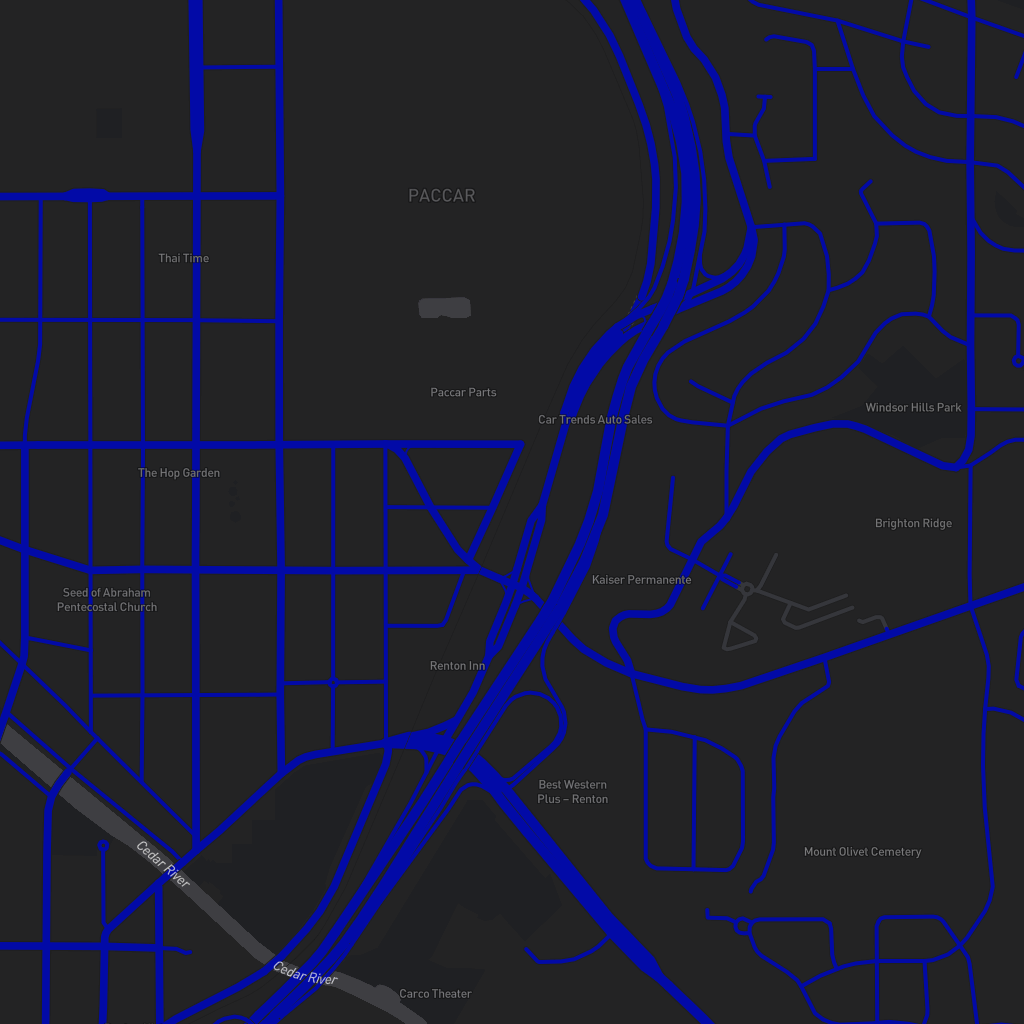 PACCAR
Thai Time
Paccar Parts
Car Trends Auto Sales
Windsor Hills Park
The Hop Garden
Brighton Ridge
Kaiser Permanente
Seed of Abraham
Pentecostal Church
Renton Inn
Best Western
Plus – Renton
Mount Olivet Cemetery
Cedar River
Cedar River
Carco Theater